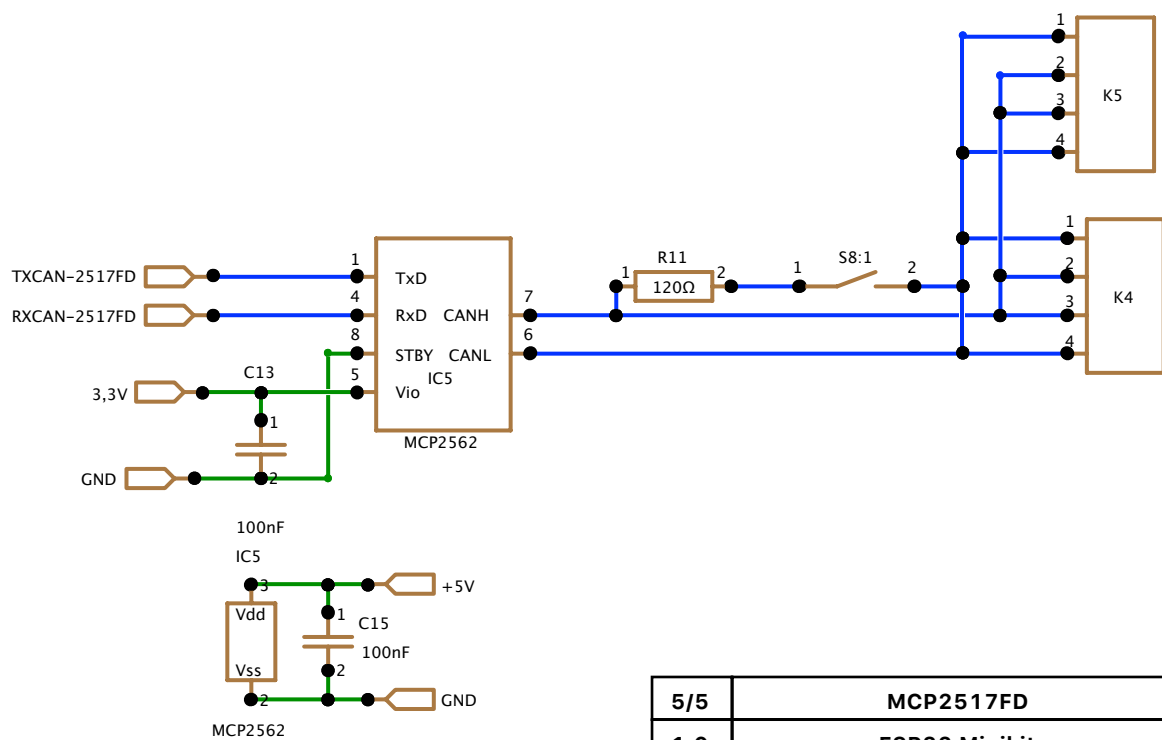 1
2
3
4
K5
1
2
3
4
K4
R11
1
2
120Ω
S8:1
1
2
TXCAN-2517FD
1
TxD
RXCAN-2517FD
4
RxD
CANH
7
8
STBY
CANL
6
IC5
5
Vio
MCP2562
3,3V
C13
1
GND
2
100nF
IC5
3
+5V
Vdd
1
C15
100nF
Vss
2
2
GND
MCP2562
5/5 MCP2517FD